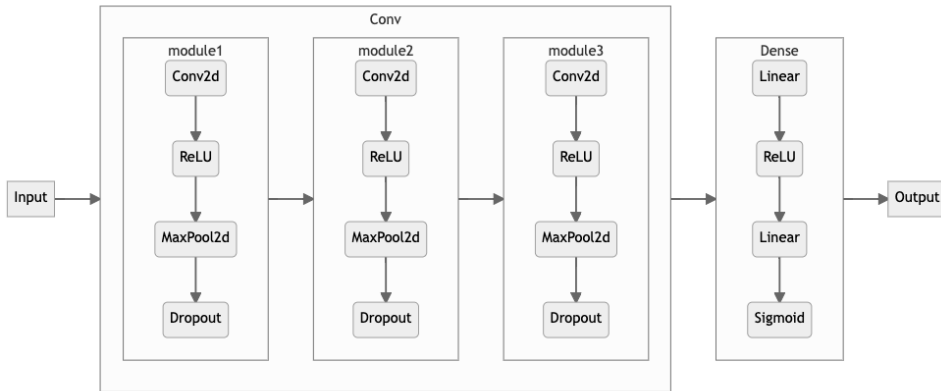 Conv
module1
module2
module3
Dense
Conv2d
Conv2d
Conv2d
Linear
ReLU
ReLU
ReLU
ReLU
Input
Output
MaxPool2d
MaxPool2d
MaxPool2d
Linear
Dropout
Dropout
Dropout
Sigmoid